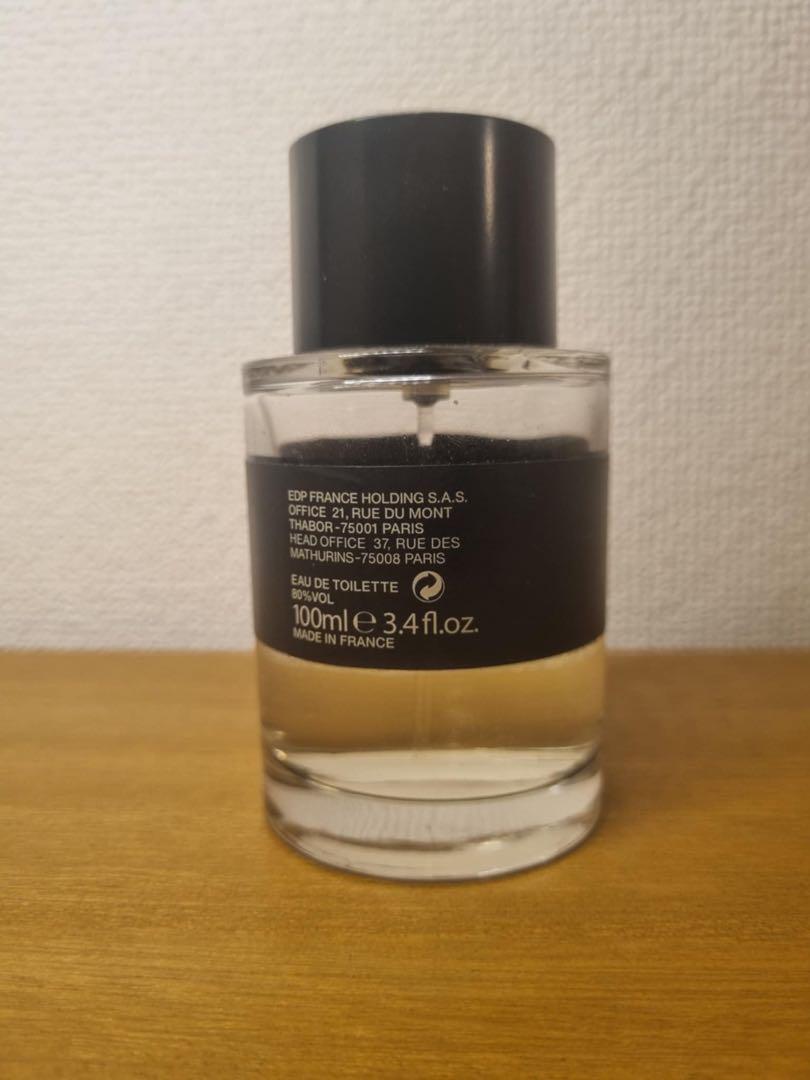 EDP FRANCE HOLDING S.A.S.
OFFICE 21, RUE DU MONT
THABOR-75001 PARIS
HEAD OFFICE 37, RUE DES
MATHURINS-75008 PARIS
EAU DE TOILETTE
80%VOL
100ml e 3.4fl.oz.
MADE IN FRANCE